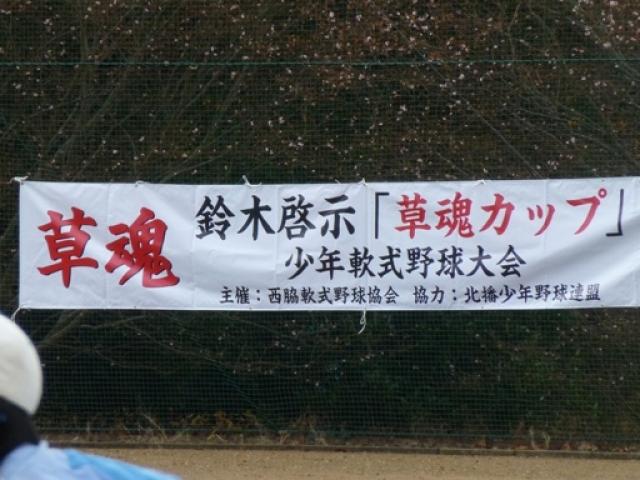 草魂
鈴木啓示「草魂カップ」
少年軟式野球大会
主催：西脇軟式野球協会 協力：北播少年野球連盟